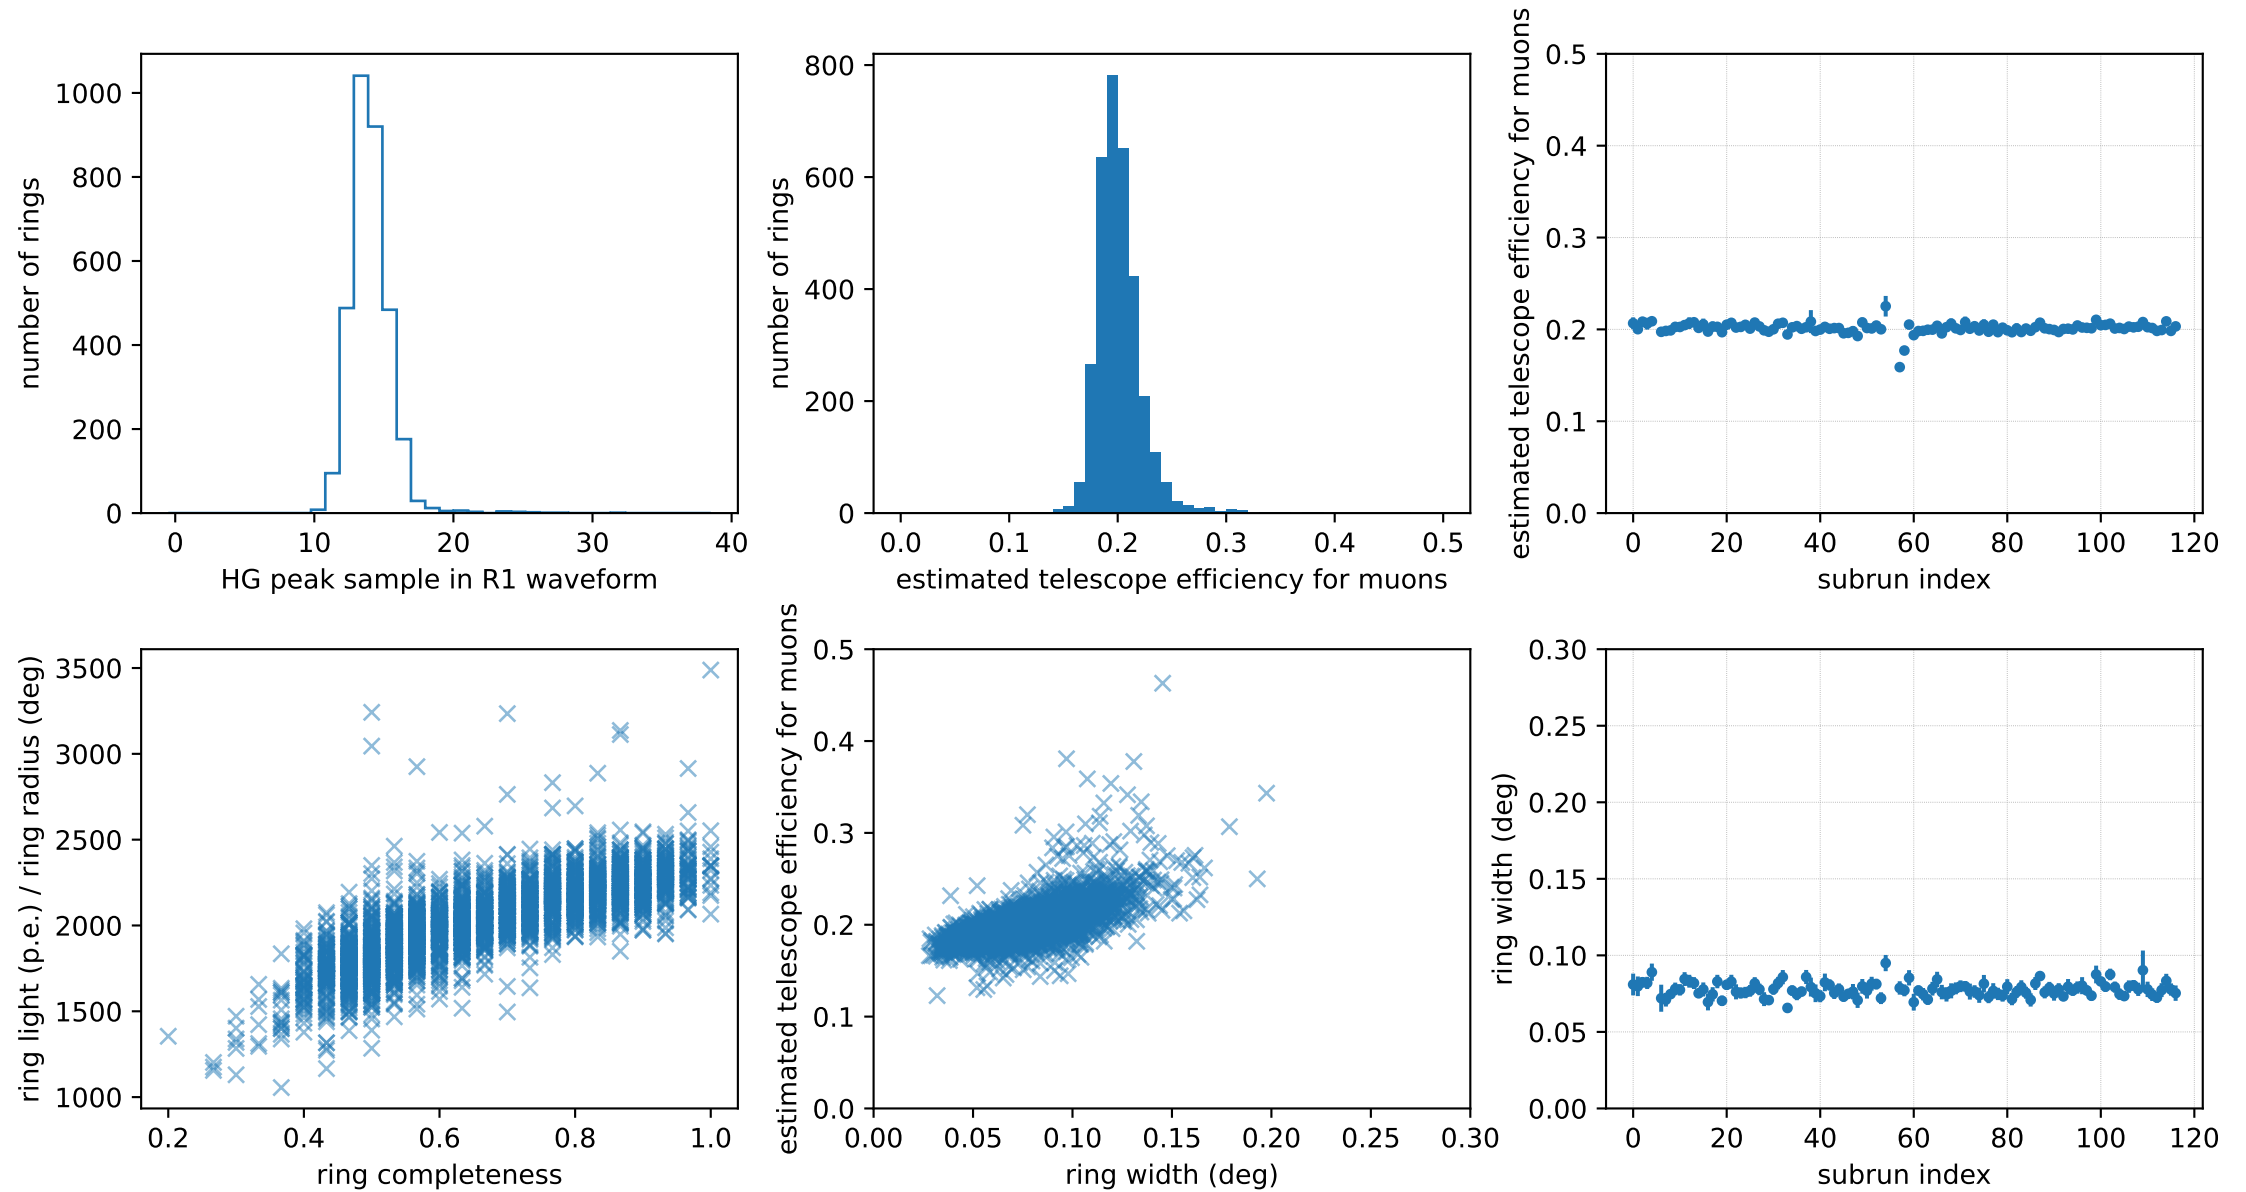 number of rings
1000
800
600
400
200
0
0 10 20 30 40
HG peak sample in R1 waveform
number of rings
800
600
400
200
0
0.0 0.1 0.2 0.3 0.4 0.5
estimated telescope efficiency for muons
estimated telescope efficiency for muons
0.5
0.4
0.3
0.2
0.1
0.0
0 20 40 60 80 100 120
subrun index
ring light (p.e.) / ring radius (deg)
3500
3000
2500
2000
1500
1000
0.2 0.4 0.6 0.8 1.0
ring completeness
estimated telescope efficiency for muons
0.5
0.4
0.3
0.2
0.1
0.0
0.00 0.05 0.10 0.15 0.20 0.25 0.30
ring width (deg)
ring width (deg)
0.30
0.25
0.20
0.15
0.10
0.05
0.00
0 20 40 60 80 100 120
subrun index